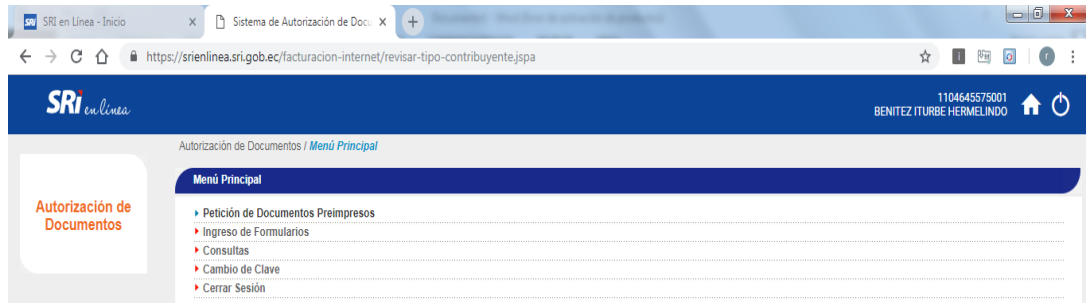 SRI en Línea - Inicio
Sistema de Autorización de Docu
https://srienlinea.sri.gob.ec/facturacion-internet/revisar-tipo-contribuyente.jspa
SRi en línea
1104645575001
BENITEZ ITURBE HERMELINDO
Autorización de Documentos / Menú Principal
Menú Principal
Autorización de
Documentos
Petición de Documentos Preimpresos
Ingreso de Formularios
Consultas
Cambio de Clave
Cerrar Sesión